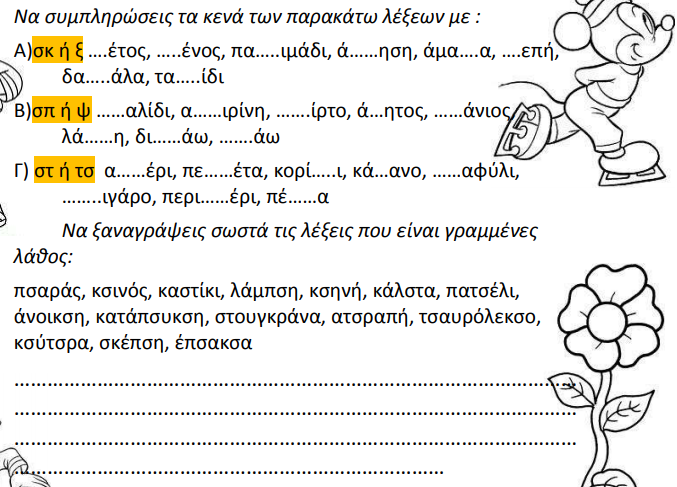 Να συμπληρώσεις τα κενά των παρακάτω λέξεων με :
Α)σκ ή ξ ....έτος, .....ένος, πα.....ιμάδι, ά......ηση, άμα....α, ...επή,
δα.....άλα, τα.....ίδι
Β)σπ ή ψ ......αλίδι, α......ιρίνη, .......ίρτο, ά...ητος, ......άνιος,
λά......η, δι......άω, .......άω
Γ) στ ή τσ α......έρι, πε......έτα, κορί.....ι, κά...ανο, ......αφύλι,
........ιγάρο, περι......έρι, πέ......α
Να ξαναγράψεις σωστά τις λέξεις που είναι γραμμένες
λάθος:
πσαράς, κσινός, καστίκι, λάμπση, κσηνή, κάλστα, πατσέλι,
άνοικση, κατάπσυκση, στουγκράνα, ατσραπή, τσαυρόλεκσο,
κσύτσρα, σκέπση, έπσακσα